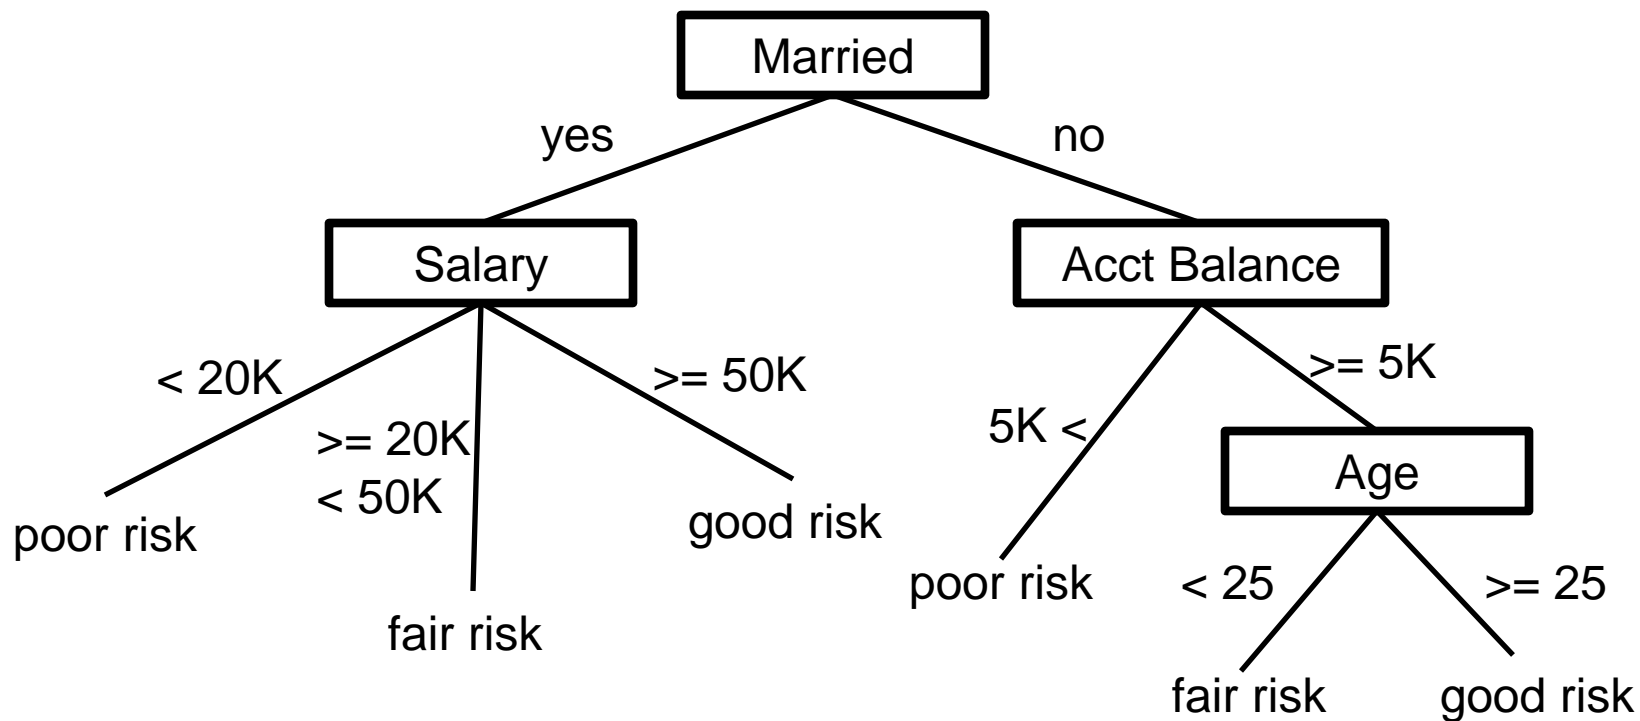 Married
yes
no
Salary
Acct Balance
< 20K
>= 20K
< 50K
>= 50K
5K <
>= 5K
Age
poor risk
fair risk
good risk
poor risk
< 25
>= 25
fair risk
good risk